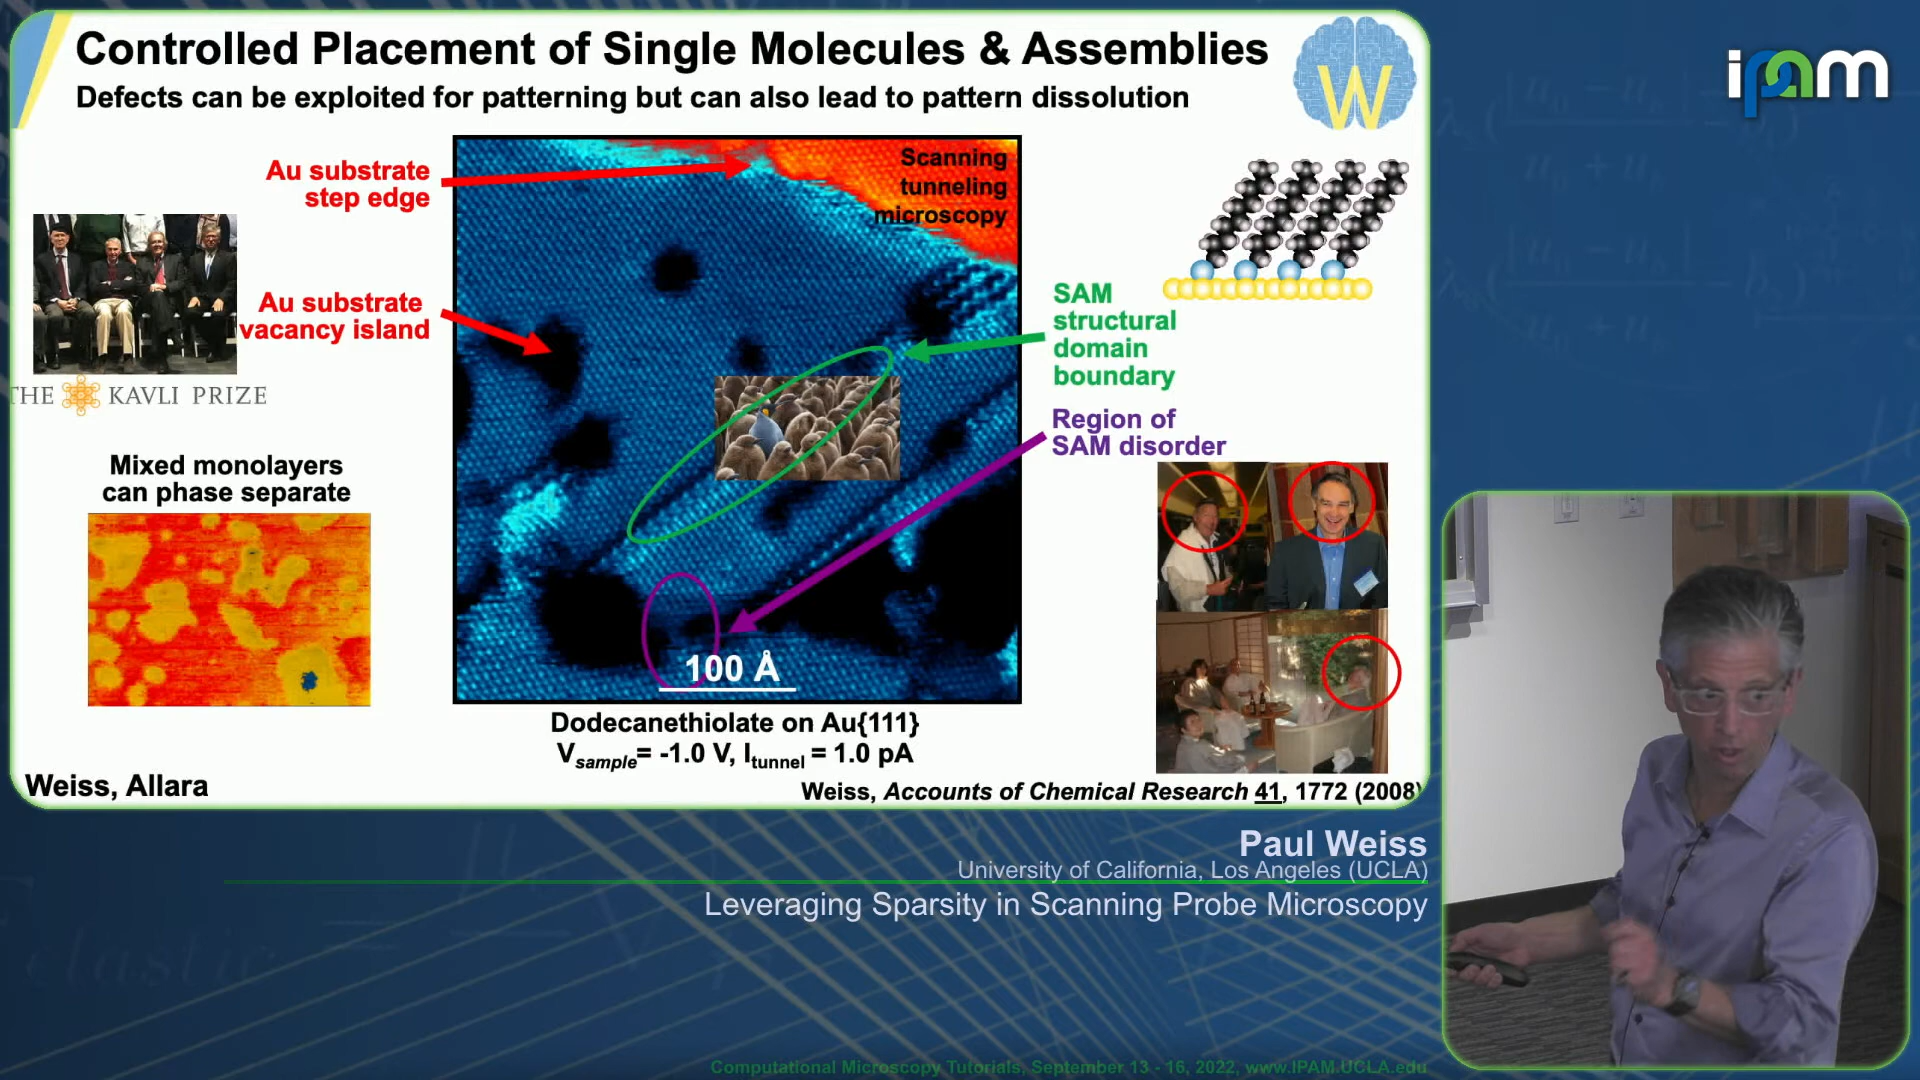 Controlled Placement of Single Molecules & Assemblies
Defects can be exploited for patterning but can also lead to pattern dissolution
W
ipam
Au substrate
step edge
Scanning
tunneling
microscopy
Au substrate
vacancy island
SAM
structural
domain
boundary
THE KAVLI PRIZE
Region of
SAM disorder
Mixed monolayers
can phase separate
100 Å
Dodecanethiolate on Au{111}
Vsample= -1.0 V, Itunnel = 1.0 pA
Weiss, Allara
Weiss, Accounts of Chemical Research 41, 1772 (2008)
Paul Weiss
University of California, Los Angeles (UCLA)
Leveraging Sparsity in Scanning Probe Microscopy
Computational Microscopy Tutorials, September 13 - 16, 2022, www.IPAM.UCLA.edu